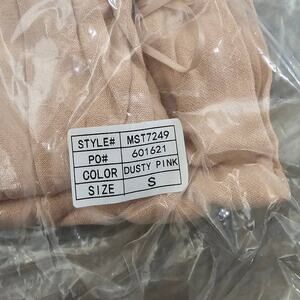 STYLE# MST7249
PO# 601621
COLOR DUSTY PINK
SIZE S